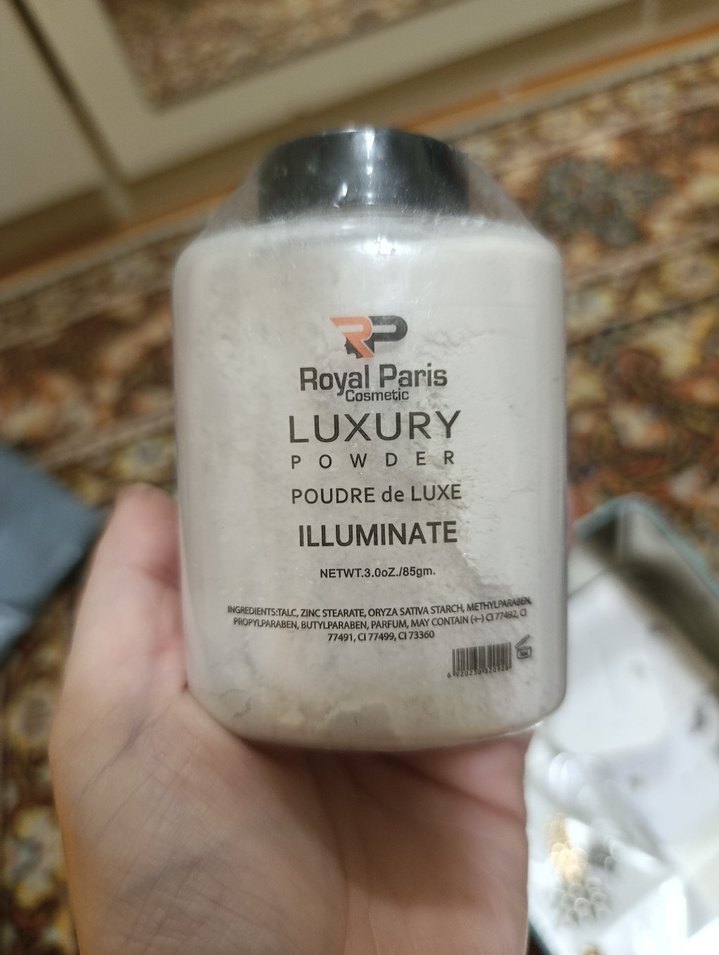 RP
Royal Paris
Cosmetic
LUXURY
POWDER
POUDRE de LUXE
ILLUMINATE
NETWT.3.0oZ./85gm.
INGREDIENTS:TALC, ZINC STEARATE, ORYZA SATIVA STARCH, METHYLPARABEN,
PROPYLPARABEN, BUTYLPARABEN, PARFUM, MAY CONTAIN (+-) CI 77492, CI
77491, CI 77499, CI 73360